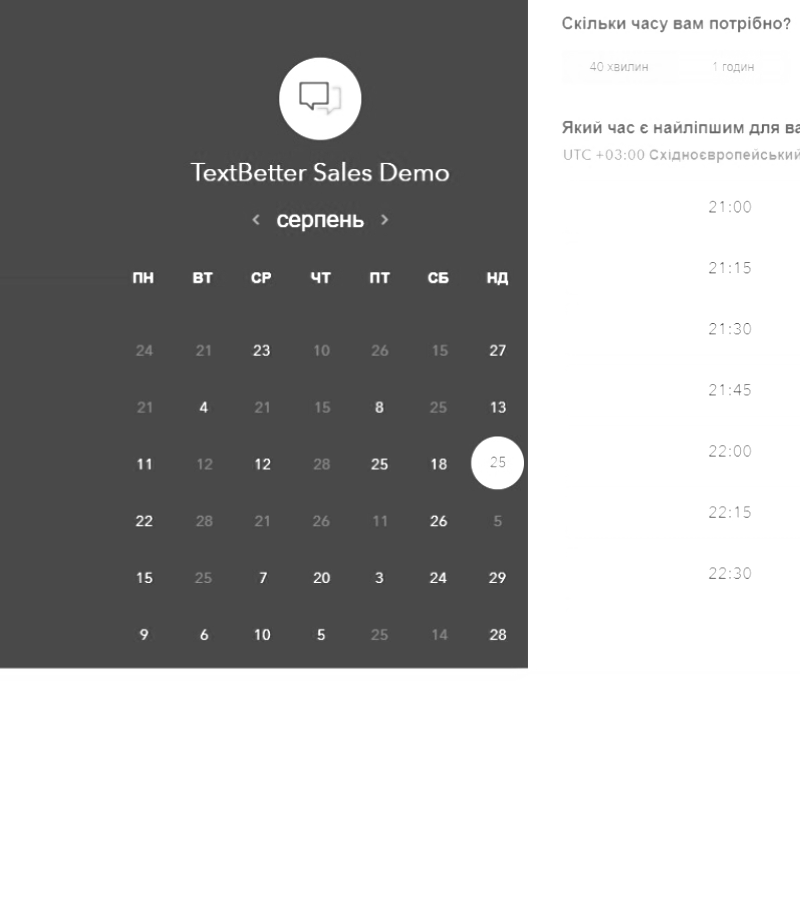 TextBetter Sales Demo
серпень
ПН ВТ СР ЧТ ПТ СБ НД
24 21 23 10 26 15 27
21 4 21 15 8 25 13
11 12 12 28 25 18 25
22 28 21 26 11 26 5
15 25 7 20 3 24 29
9 6 10 5 25 14 28
Скільки часу вам потрібно?
40 хвилин 1 годин
Який час є найліпшим для ва
UTC +03:00 Східноєвропейський
21:00
21:15
21:30
21:45
22:00
22:15
22:30